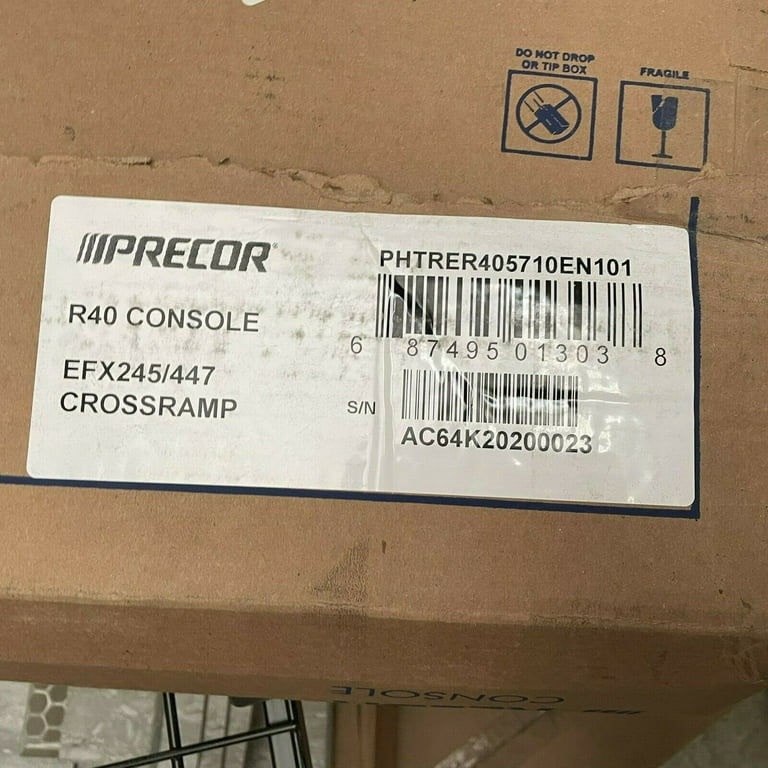 DO NOT DROP
OR TIP BOX
FRAGILE
PRECOR®
PHTRER405710EN101
R40 CONSOLE
6 87495 01303 8
EFX245/447
CROSSRAMP
S/N
AC64K20200023
CONSOLE